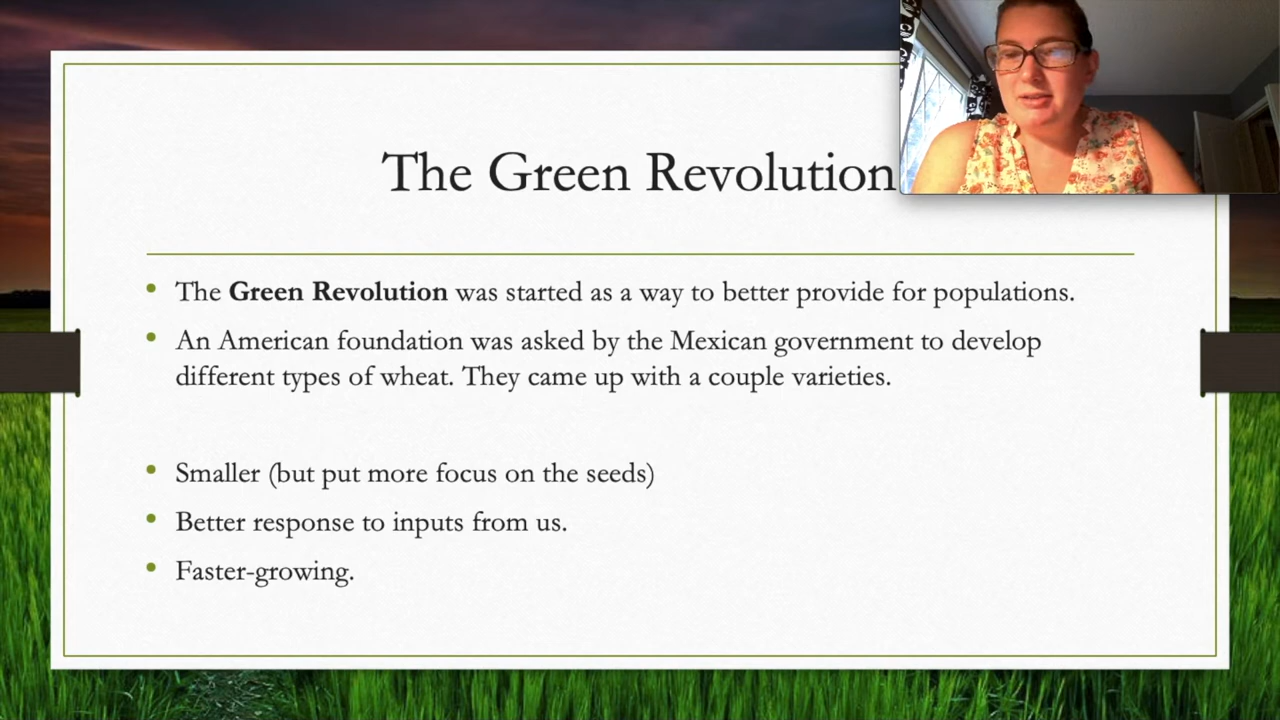 The Green Revolution
The Green Revolution was started as a way to better provide for populations.
An American foundation was asked by the Mexican government to develop
different types of wheat. They came up with a couple varieties.
Smaller (but put more focus on the seeds)
Better response to inputs from us.
Faster-growing.